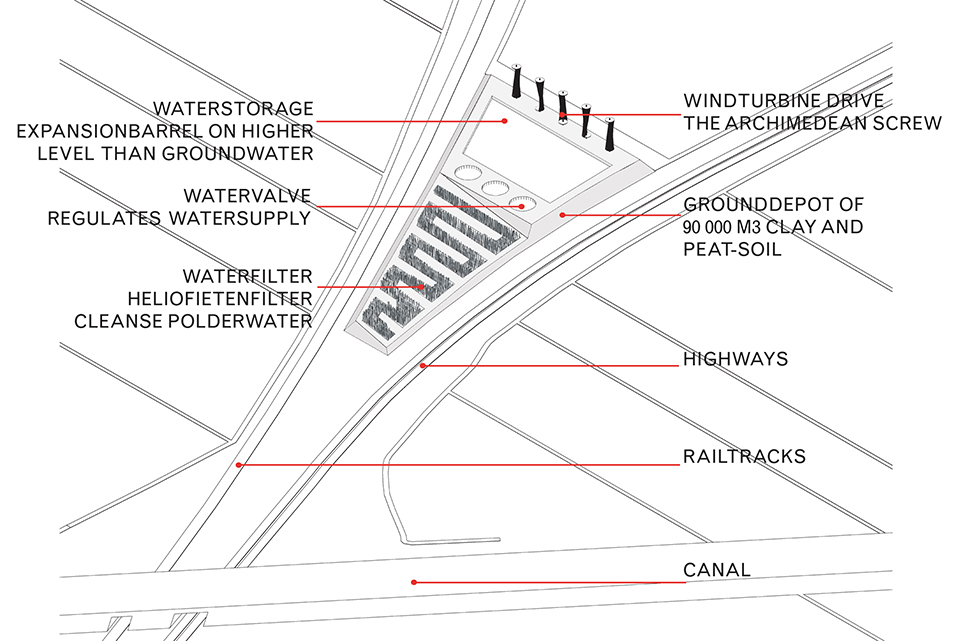 WATERSTORAGE
EXPANSIONBARREL ON HIGHER
LEVEL THAN GROUNDWATER
WATERVALVE
REGULATES WATERSUPPLY
WATERFILTER
HELIOFIETENFILTER
CLEANSE POLDERWATER
WINDTURBINE DRIVE
THE ARCHIMEDEAN SCREW
GROUNDDEPOT OF
90 000 M3 CLAY AND
PEAT-SOIL
HIGHWAYS
RAILTRACKS
CANAL